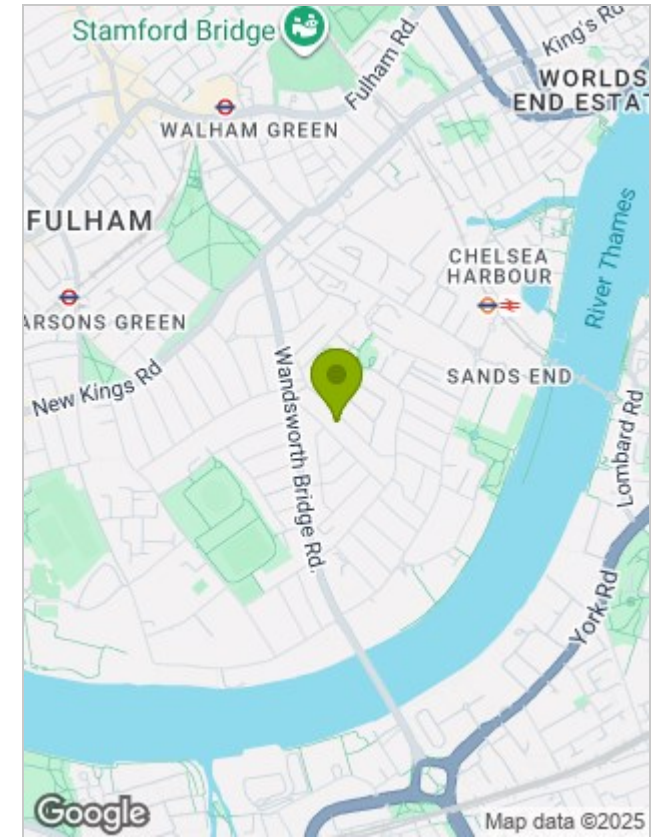 Stamford Bridge
Fulham Rd.
King's Rd
WORLDS
END ESTAT
WALHAM GREEN
FULHAM
CHELSEA
HARBOUR
River Thames
ARSONS GREEN
New Kings Rd
Wandsworth Bridge Rd.
SANDS END
Lombard Rd
York Rd
Google
Map data ©2025